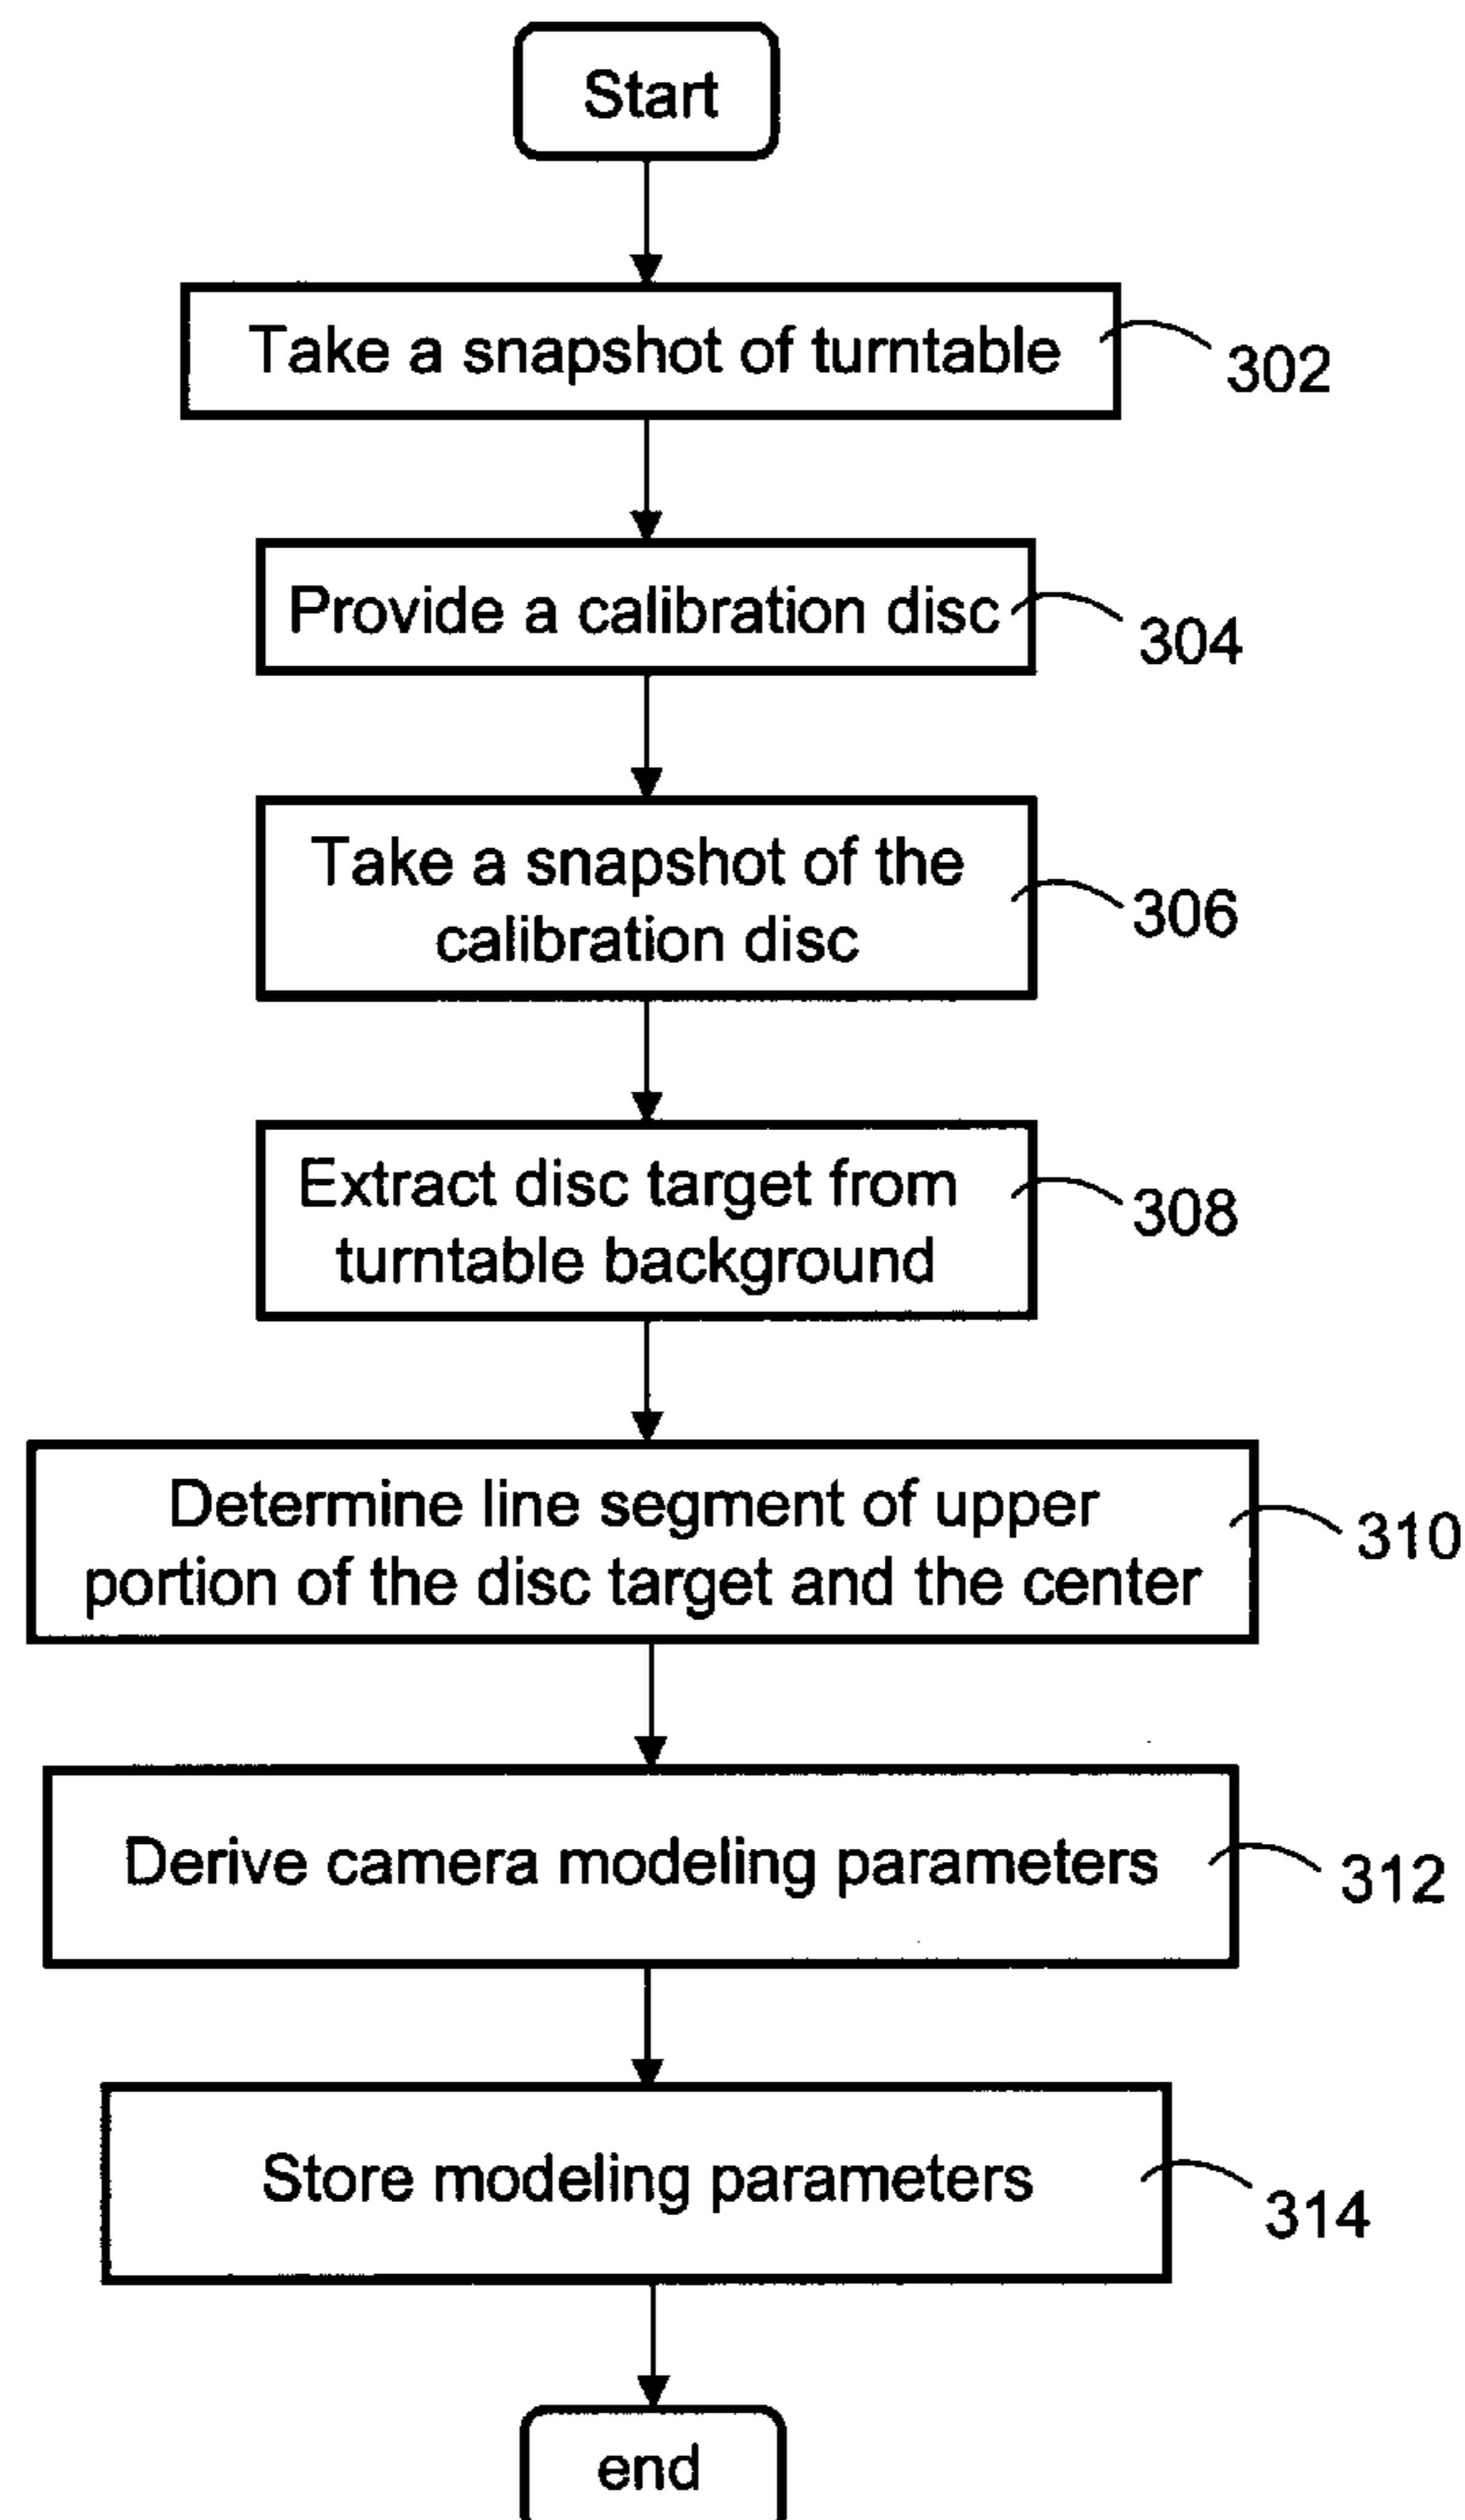 Start
Take a snapshot of turntable
302
Provide a calibration disc
304
Take a snapshot of the
calibration disc
306
Extract disc target from
turntable background
308
Determine line segment of upper
portion of the disc target and the center
310
Derive camera modeling parameters
312
Store modeling parameters
314
end